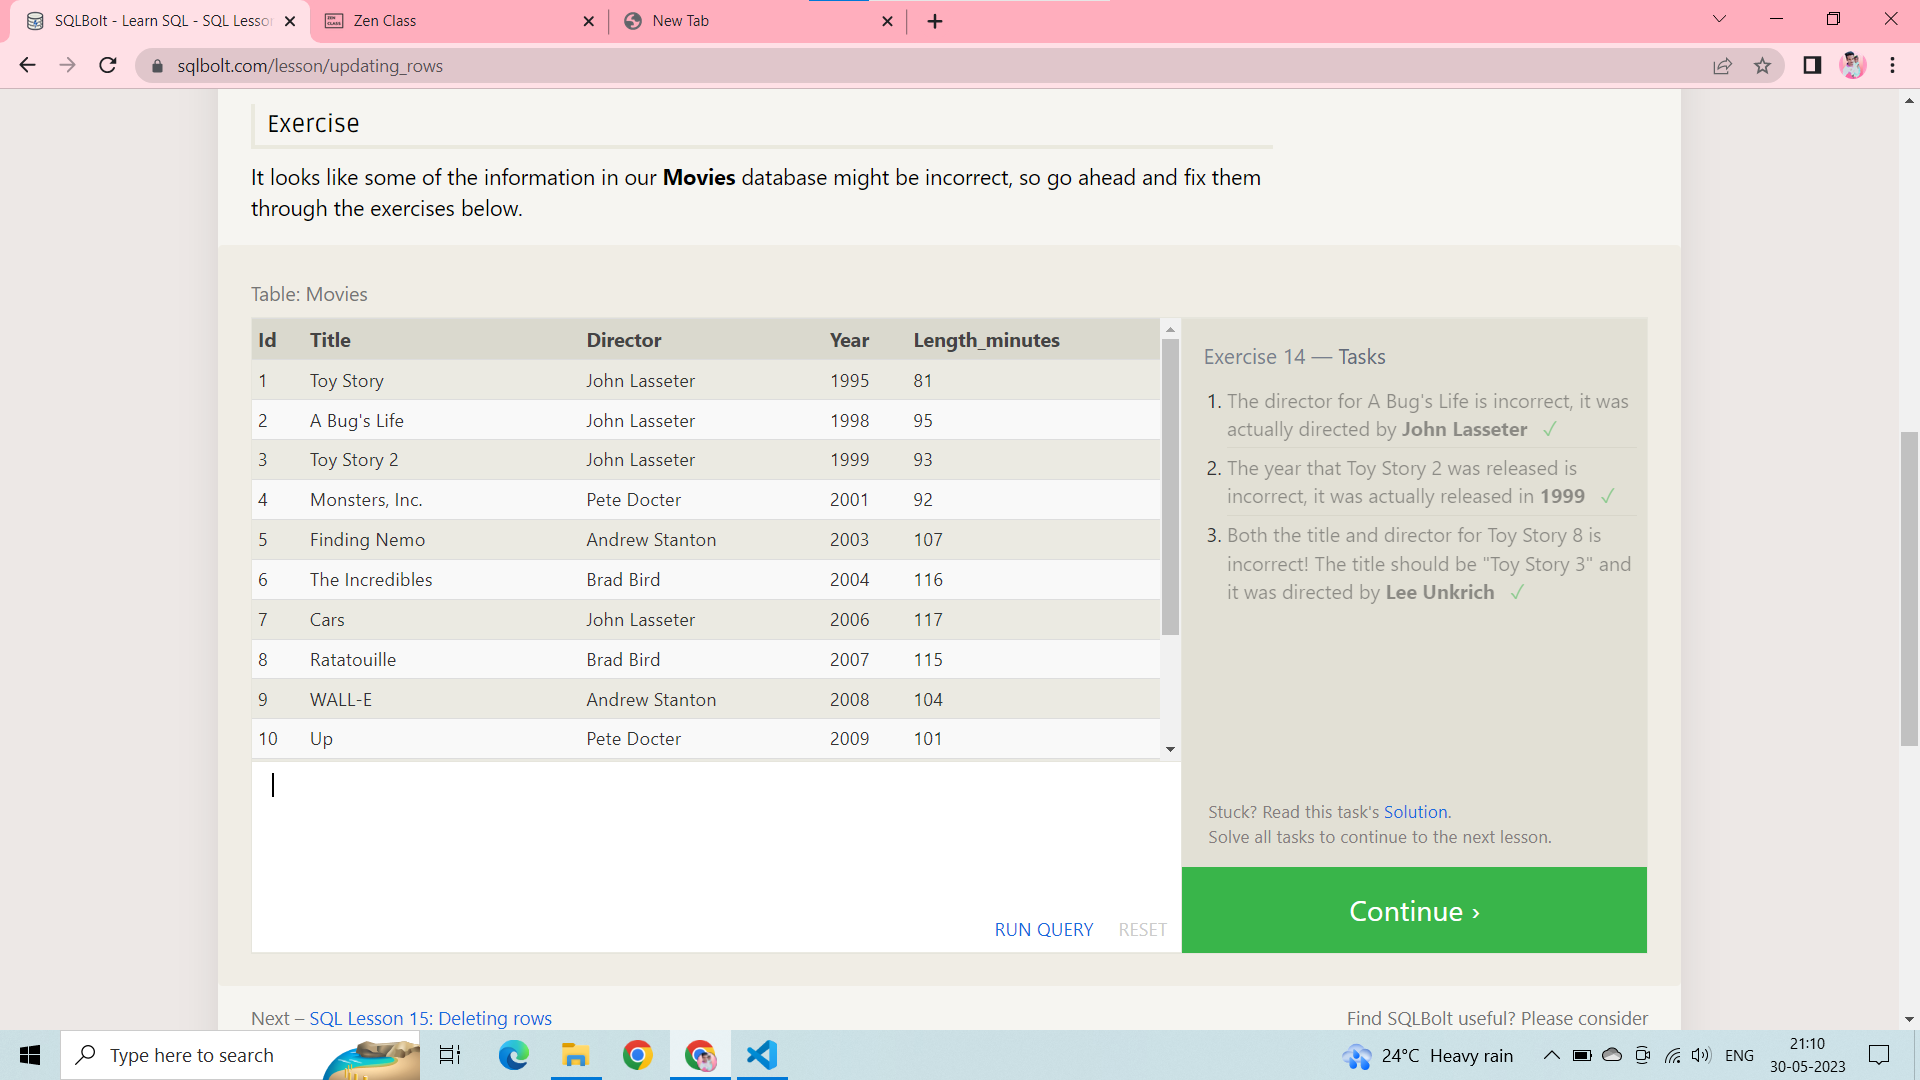 SQLBolt - Learn SQL - SQL Lesson
Zen Class
New Tab
sqlbolt.com/lesson/updating_rows
Exercise
It looks like some of the information in our Movies database might be incorrect, so go ahead and fix them
through the exercises below.
Table: Movies
Id Title Director Year Length_minutes
1 Toy Story John Lasseter 1995 81
2 A Bug's Life John Lasseter 1998 95
3 Toy Story 2 John Lasseter 1999 93
4 Monsters, Inc. Pete Docter 2001 92
5 Finding Nemo Andrew Stanton 2003 107
6 The Incredibles Brad Bird 2004 116
7 Cars John Lasseter 2006 117
8 Ratatouille Brad Bird 2007 115
9 WALL-E Andrew Stanton 2008 104
10 Up Pete Docter 2009 101
RUN QUERY RESET
Exercise 14 — Tasks
1. The director for A Bug's Life is incorrect, it was
actually directed by John Lasseter ✓
2. The year that Toy Story 2 was released is
incorrect, it was actually released in 1999 ✓
3. Both the title and director for Toy Story 8 is
incorrect! The title should be "Toy Story 3" and
it was directed by Lee Unkrich ✓
Stuck? Read this task's Solution.
Solve all tasks to continue to the next lesson.
Continue ›
Next – SQL Lesson 15: Deleting rows
Find SQLBolt useful? Please consider
Type here to search
24°C Heavy rain
ENG
21:10
30-05-2023